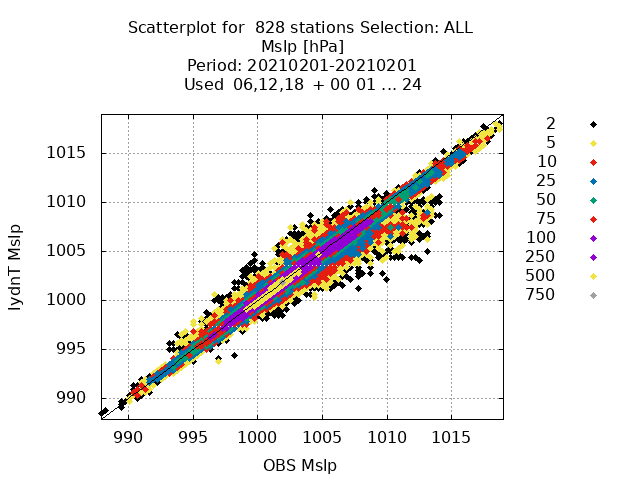 Scatterplot for 828 stations Selection: ALL
Mslp [hPa]
Period: 20210201-20210201
Used 06,12,18 + 00 01 ... 24
2
5
10
25
50
75
100
250
500
750
1015
1010
1005
1000
995
990
IydnT Mslp
990 995 1000 1005 1010 1015
OBS Mslp